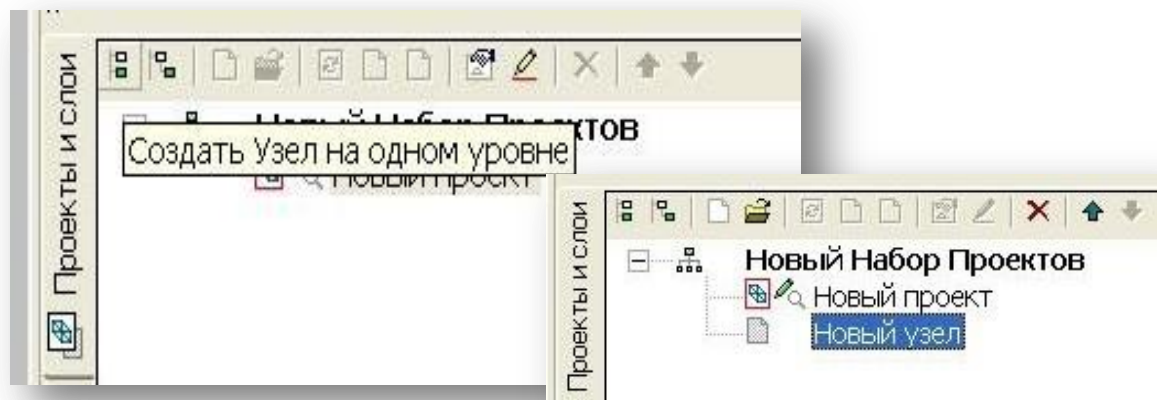 Проекты и слои
Новый Набор Проектов
Создать Узел на одном уровне
Новый проект
Проекты и слои
Новый Набор Проектов
Новый проект
Новый узел